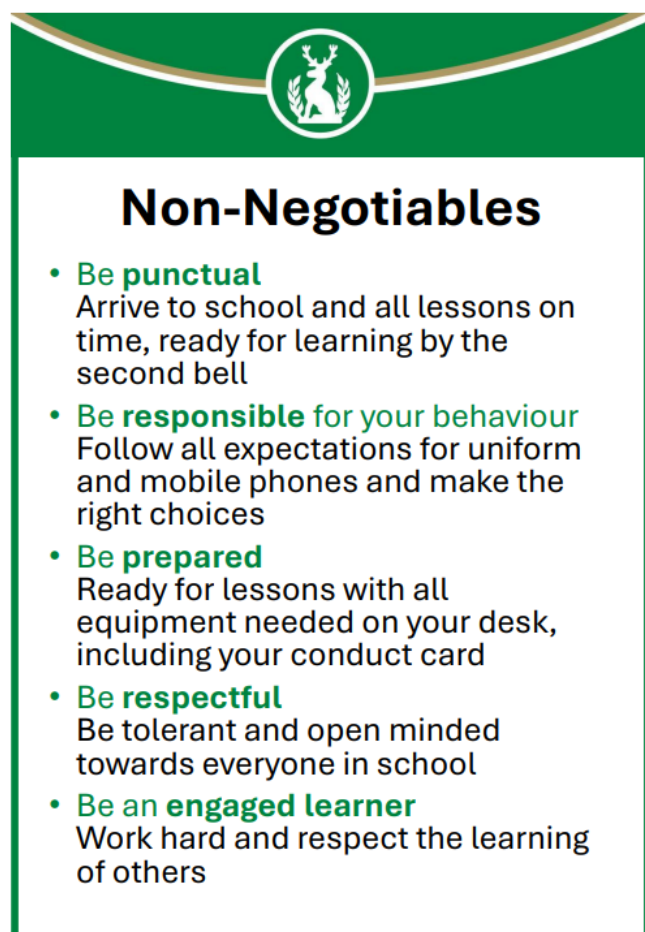 Non-Negotiables
• Be punctual
Arrive to school and all lessons on
time, ready for learning by the
second bell
• Be responsible for your behaviour
Follow all expectations for uniform
and mobile phones and make the
right choices
• Be prepared
Ready for lessons with all
equipment needed on your desk,
including your conduct card
• Be respectful
Be tolerant and open minded
towards everyone in school
• Be an engaged learner
Work hard and respect the learning
of others